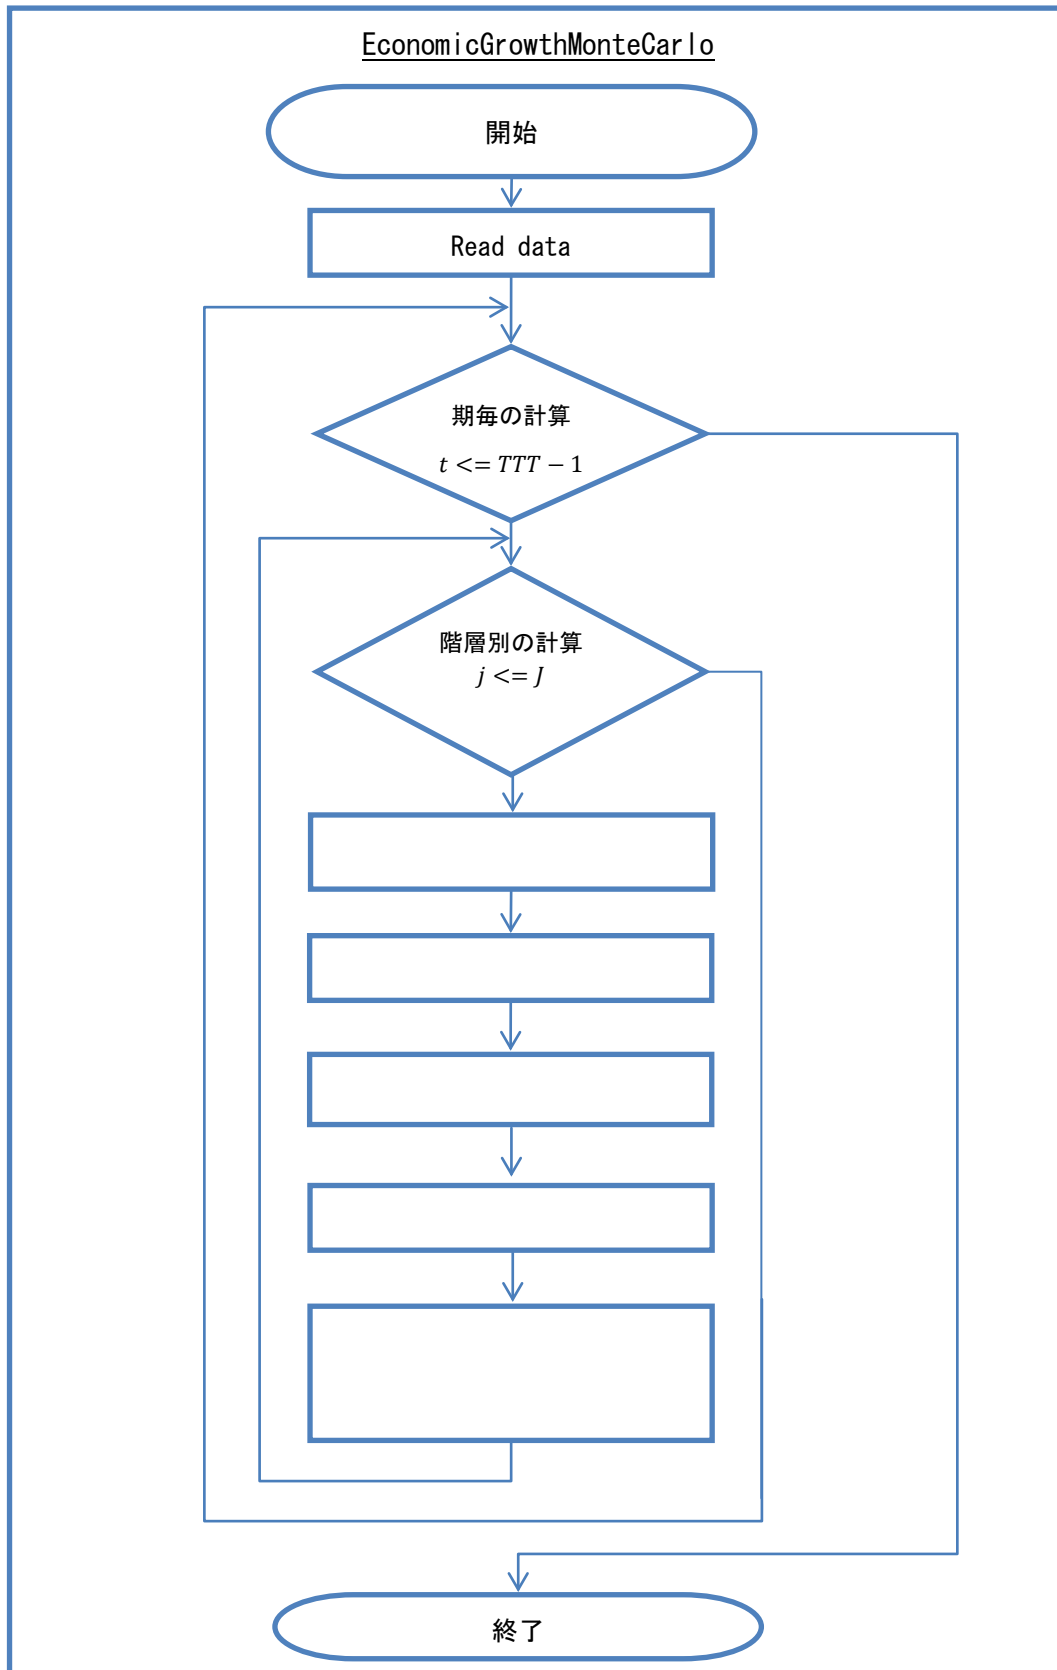 EconomicGrowthMonteCarlo
開始
Read data
期毎の計算
t <= TTT − 1
階層別の計算
j <= J
終了